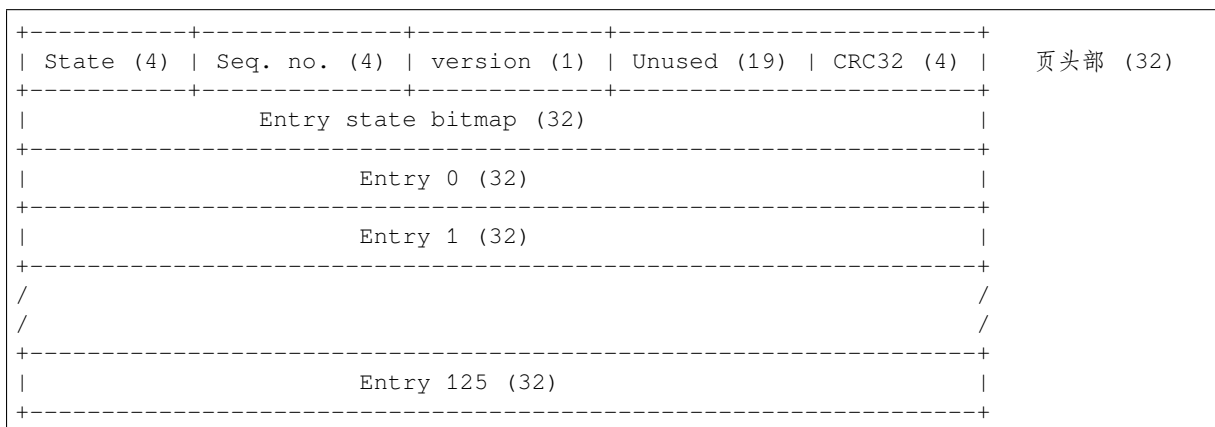 +-----------+--------------+-------------+-------------------------+
| State (4) | Seq. no. (4) | version (1) | Unused (19) | CRC32 (4) | 页头部 (32)
+-----------+--------------+-------------+-------------------------+
| Entry state bitmap (32) |
+------------------------------------------------------------------+
| Entry 0 (32) |
+------------------------------------------------------------------+
| Entry 1 (32) |
+------------------------------------------------------------------+
/ /
/ /
+------------------------------------------------------------------+
| Entry 125 (32) |
+------------------------------------------------------------------+